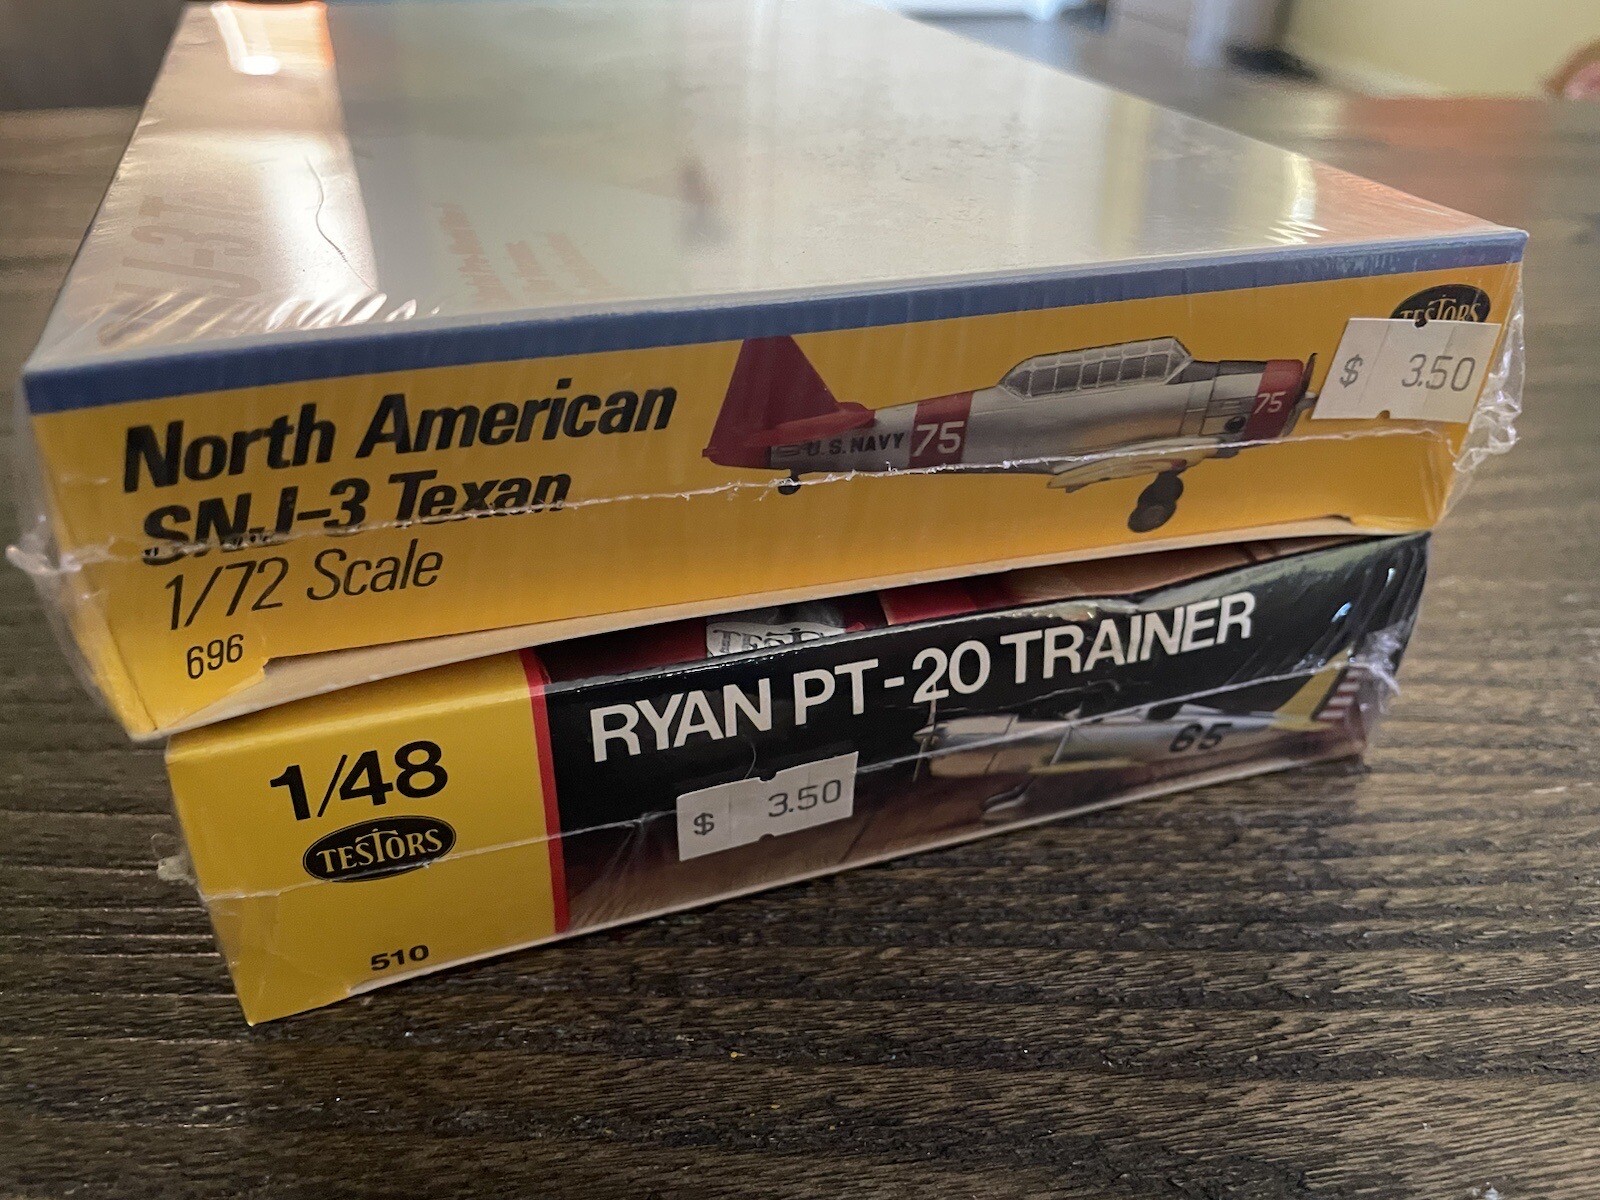 TESTORS
$ 3.50
North American
SNJ-3 Texan
1/72 Scale
696
U.S. NAVY 75
75
RYAN PT-20 TRAINER
65
1/48
TESTORS
$ 3.50
510